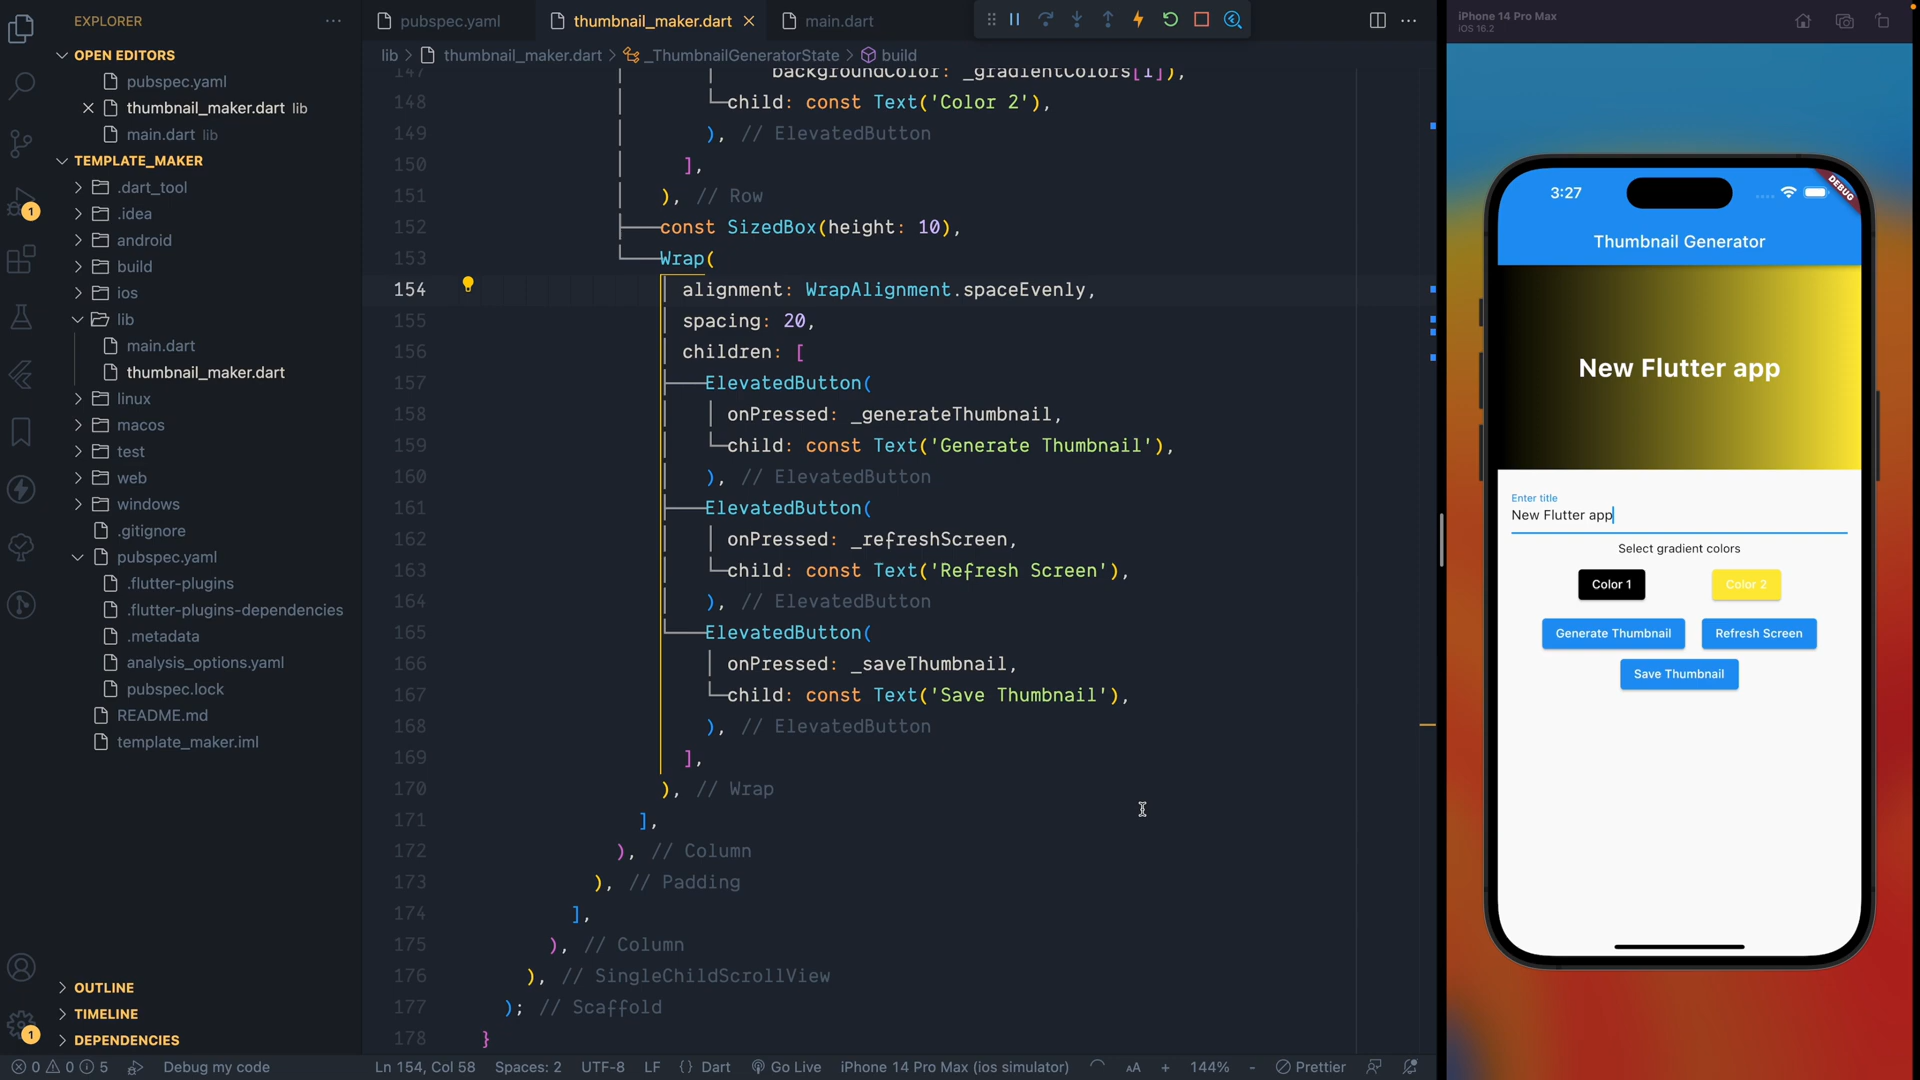 EXPLORER
OPEN EDITORS
pubspec.yaml
thumbnail_maker.dart lib
main.dart lib
TEMPLATE_MAKER
.dart_tool
.idea
android
build
ios
lib
main.dart
thumbnail_maker.dart
linux
macos
test
web
windows
.gitignore
pubspec.yaml
.flutter-plugins
.flutter-plugins-dependencies
.metadata
analysis_options.yaml
pubspec.lock
README.md
template_maker.iml
OUTLINE
TIMELINE
DEPENDENCIES
1
1
pubspec.yaml
thumbnail_maker.dart
main.dart
lib > thumbnail_maker.dart > _ThumbnailGeneratorState > build
147 backgroundColor: _gradientColors[1]),
148 child: const Text('Color 2'),
149 ), // ElevatedButton
150 ],
151 ), // Row
152 const SizedBox(height: 10),
153 Wrap(
154 alignment: WrapAlignment.spaceEvenly,
155 spacing: 20,
156 children: [
157 ElevatedButton(
158 onPressed: _generateThumbnail,
159 child: const Text('Generate Thumbnail'),
160 ), // ElevatedButton
161 ElevatedButton(
162 onPressed: _refreshScreen,
163 child: const Text('Refresh Screen'),
164 ), // ElevatedButton
165 ElevatedButton(
166 onPressed: _saveThumbnail,
167 child: const Text('Save Thumbnail'),
168 ), // ElevatedButton
169 ],
170 ), // Wrap
171 ],
172 ), // Column
173 ), // Padding
174 ],
175 ), // Column
176 ), // SingleChildScrollView
177 ); // Scaffold
178 }
iPhone 14 Pro Max
iOS 16.2
3:27
DEBUG
Thumbnail Generator
New Flutter app
Enter title
New Flutter app
Select gradient colors
Color 1 Color 2
Generate Thumbnail Refresh Screen
Save Thumbnail
0 0 5 Debug my code Ln 154, Col 58 Spaces: 2 UTF-8 LF {} Dart Go Live iPhone 14 Pro Max (ios simulator) AA + 144% - Prettier